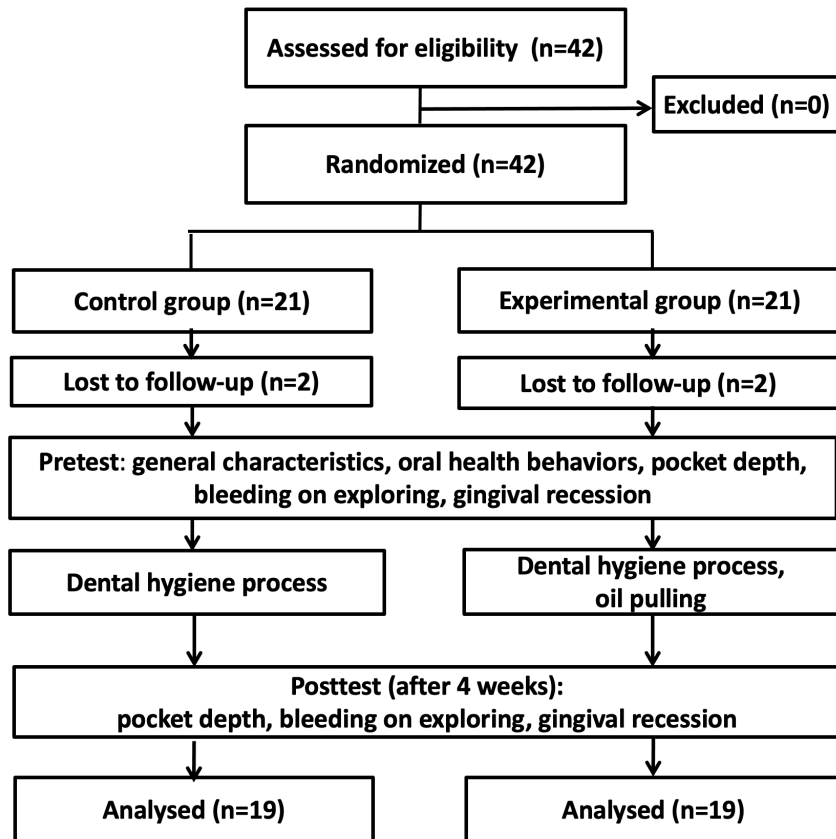 Assessed for eligibility (n=42)
Excluded (n=0)
Randomized (n=42)
Control group (n=21)
Experimental group (n=21)
Lost to follow-up (n=2)
Lost to follow-up (n=2)
Pretest: general characteristics, oral health behaviors, pocket depth,
bleeding on exploring, gingival recession
Dental hygiene process
Dental hygiene process,
oil pulling
Posttest (after 4 weeks):
pocket depth, bleeding on exploring, gingival recession
Analysed (n=19)
Analysed (n=19)